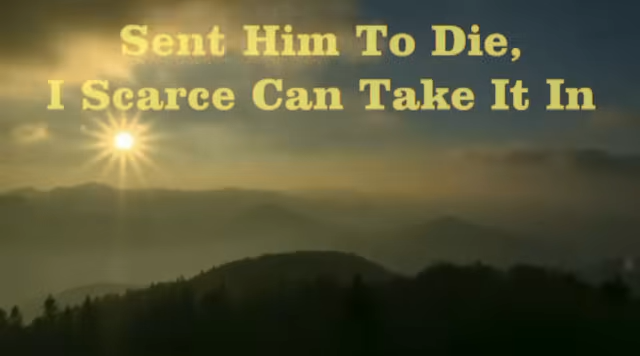 Sent Him To Die,
I Scarce Can Take It In